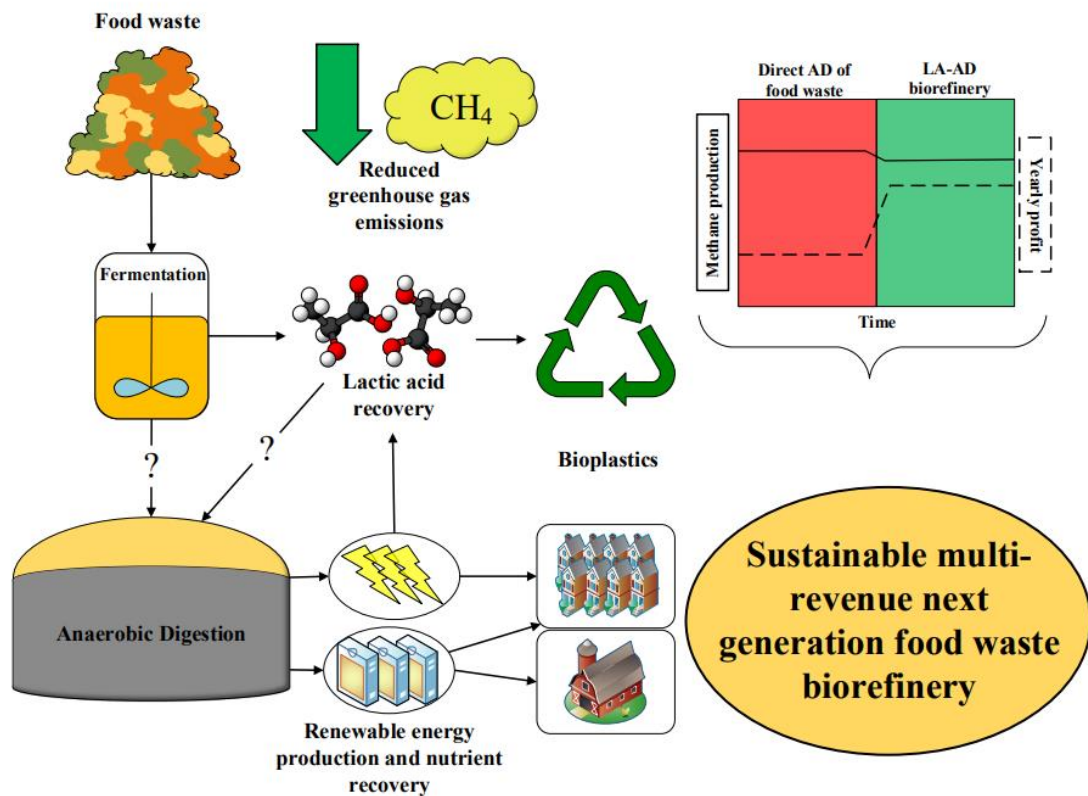 Food waste
CH4
Reduced
greenhouse gas
emissions
Direct AD of
food waste
LA-AD
biorefinery
Methane production
Yearly profit
Time
Fermentation
Lactic acid
recovery
?
?
Bioplastics
Anaerobic Digestion
Renewable energy
production and nutrient
recovery
Sustainable multi-
revenue next
generation food waste
biorefinery